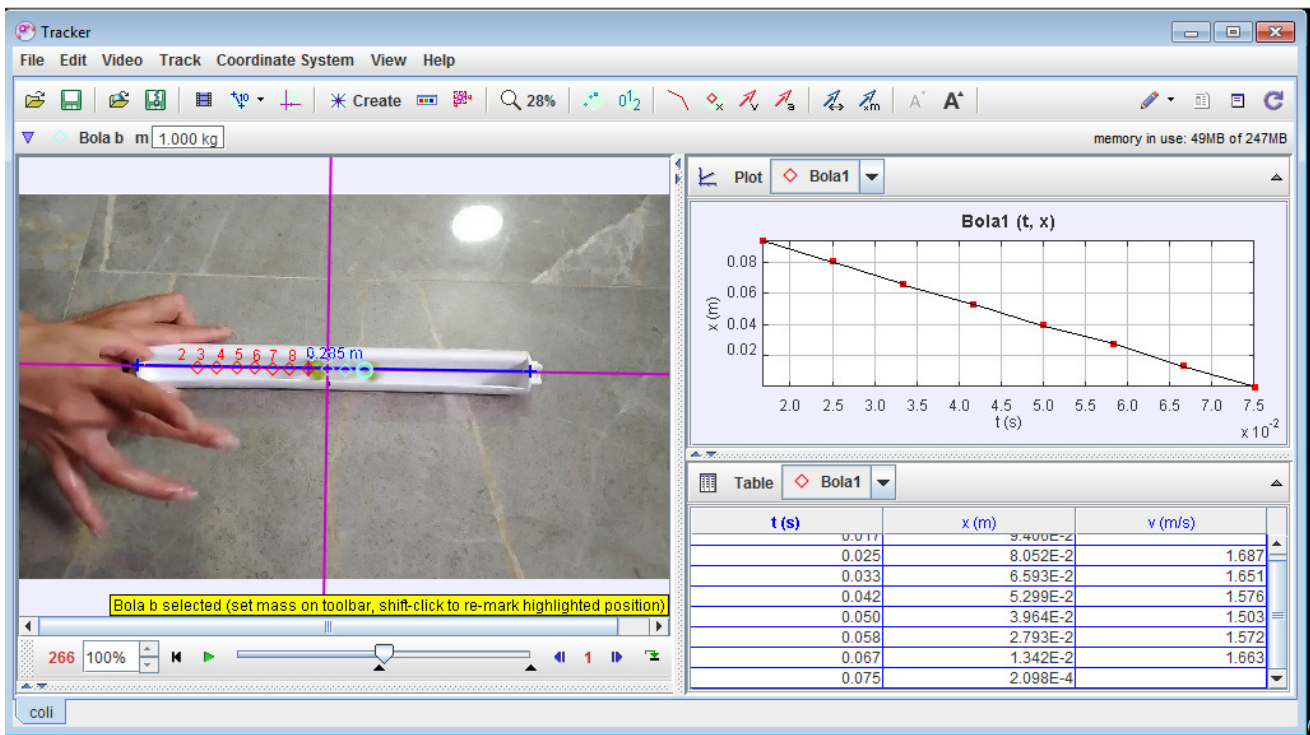 Tracker
File Edit Video Track Coordinate System View Help
Create 28%
Bola b m 1.000 kg
memory in use: 49MB of 247MB
2 3 4 5 6 7 8 0.285 m
Bola b selected (set mass on toolbar, shift-click to re-mark highlighted position)
266 100% 1
Plot Bola1
Bola1 (t, x)
x (m)
0.08
0.06
0.04
0.02
2.0 2.5 3.0 3.5 4.0 4.5 5.0 5.5 6.0 6.5 7.0 7.5
t (s)
x 10-2
Table Bola1
t (s) x (m) v (m/s)
0.017 9.406E-2
0.025 8.052E-2 1.687
0.033 6.593E-2 1.651
0.042 5.299E-2 1.576
0.050 3.964E-2 1.503
0.058 2.793E-2 1.572
0.067 1.342E-2 1.663
0.075 2.098E-4
coli